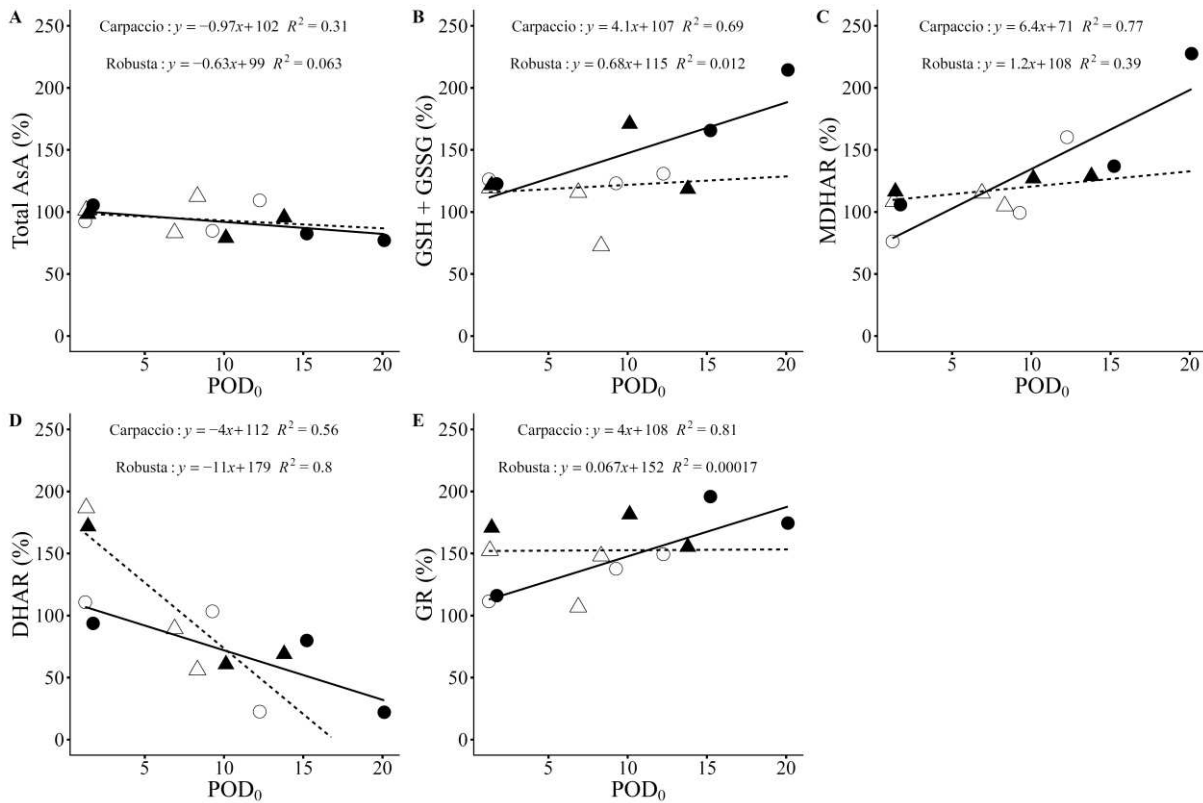 A
Carpaccio : y = −0.97x+102 R² = 0.31
Robusta : y = −0.63x+99 R² = 0.063
Total AsA (%)
250
200
150
100
50
0
5 10 15 20
POD₀
B
Carpaccio : y = 4.1x+107 R² = 0.69
Robusta : y = 0.68x+115 R² = 0.012
GSH + GSSG (%)
250
200
150
100
50
0
5 10 15 20
POD₀
C
Carpaccio : y = 6.4x+71 R² = 0.77
Robusta : y = 1.2x+108 R² = 0.39
MDHAR (%)
250
200
150
100
50
0
5 10 15 20
POD₀
D
Carpaccio : y = −4x+112 R² = 0.56
Robusta : y = −11x+179 R² = 0.8
DHAR (%)
250
200
150
100
50
0
5 10 15 20
POD₀
E
Carpaccio : y = 4x+108 R² = 0.81
Robusta : y = 0.067x+152 R² = 0.00017
GR (%)
250
200
150
100
50
0
5 10 15 20
POD₀